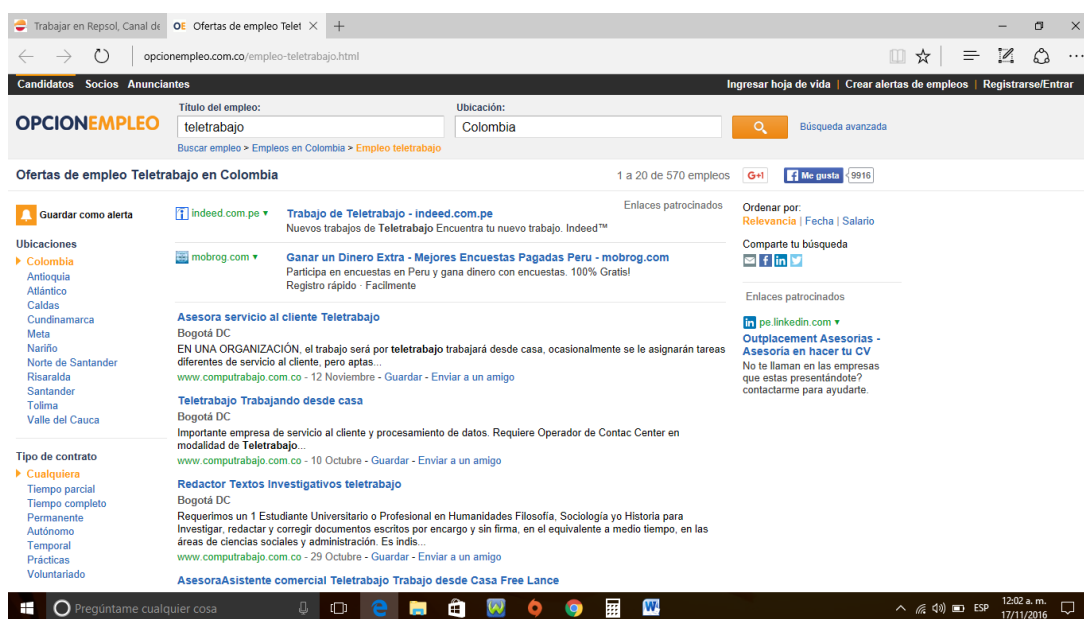 Trabajar en Repsol, Canal de
OE Ofertas de empleo Telet
opcionempleo.com.co/empleo-teletrabajo.html
Candidatos Socios Anunciantes
Ingresar hoja de vida | Crear alertas de empleos | Registrarse/Entrar
OPCIONEMPLEO
Título del empleo:
Ubicación:
teletrabajo
Colombia
Búsqueda avanzada
Buscar empleo > Empleos en Colombia > Empleo teletrabajo
Ofertas de empleo Teletrabajo en Colombia
1 a 20 de 570 empleos
G+1
f Me gusta 9916
Guardar como alerta
Ubicaciones
Colombia
Antioquia
Atlántico
Caldas
Cundinamarca
Meta
Nariño
Norte de Santander
Risaralda
Santander
Tolima
Valle del Cauca
Tipo de contrato
Cualquiera
Tiempo parcial
Tiempo completo
Permanente
Autónomo
Temporal
Prácticas
Voluntariado
Enlaces patrocinados
indeed.com.pe
Trabajo de Teletrabajo - indeed.com.pe
Nuevos trabajos de Teletrabajo Encuentra tu nuevo trabajo. Indeed™
mobrog.com
Ganar un Dinero Extra - Mejores Encuestas Pagadas Peru - mobrog.com
Participa en encuestas en Peru y gana dinero con encuestas. 100% Gratis!
Registro rápido · Facilmente
Asesora servicio al cliente Teletrabajo
Bogotá DC
EN UNA ORGANIZACIÓN, el trabajo será por teletrabajo trabajará desde casa, ocasionalmente se le asignarán tareas
diferentes de servicio al cliente, pero aptas...
www.computrabajo.com.co - 12 Noviembre - Guardar - Enviar a un amigo
Teletrabajo Trabajando desde casa
Bogotá DC
Importante empresa de servicio al cliente y procesamiento de datos. Requiere Operador de Contac Center en
modalidad de Teletrabajo...
www.computrabajo.com.co - 10 Octubre - Guardar - Enviar a un amigo
Redactor Textos Investigativos teletrabajo
Bogotá DC
Requerimos un 1 Estudiante Universitario o Profesional en Humanidades Filosofía, Sociología yo Historia para
Investigar, redactar y corregir documentos escritos por encargo y sin firma, en el equivalente a medio tiempo, en las
áreas de ciencias sociales y administración. Es indis...
www.computrabajo.com.co - 29 Octubre - Guardar - Enviar a un amigo
AsesoraAsistente comercial Teletrabajo Trabajo desde Casa Free Lance
Ordenar por:
Relevancia | Fecha | Salario
Comparte tu búsqueda
Enlaces patrocinados
pe.linkedin.com
Outplacement Asesorias -
Asesoría en hacer tu CV
No te llaman en las empresas
que estas presentándote?
contactarme para ayudarte.
Pregúntame cualquier cosa
ESP
12:02 a. m.
17/11/2016